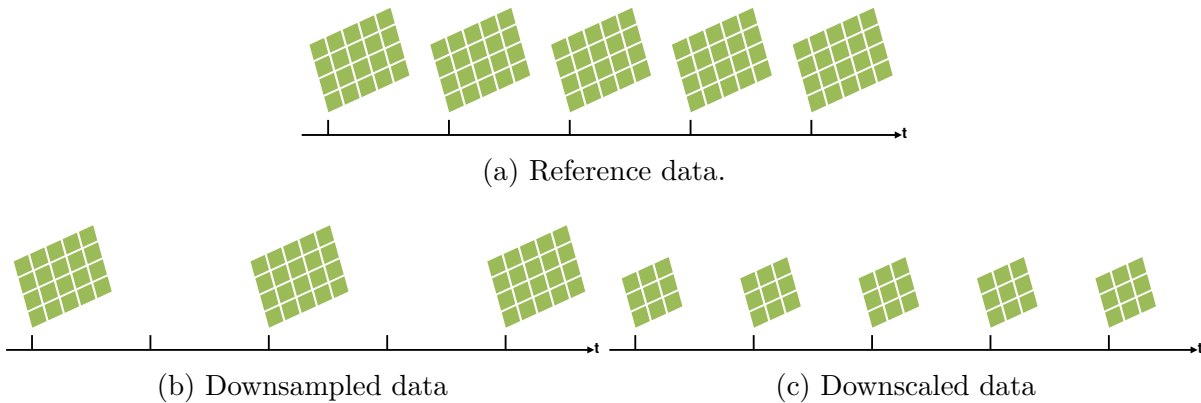 t
(a) Reference data.
t
t
(b) Downsampled data
(c) Downscaled data